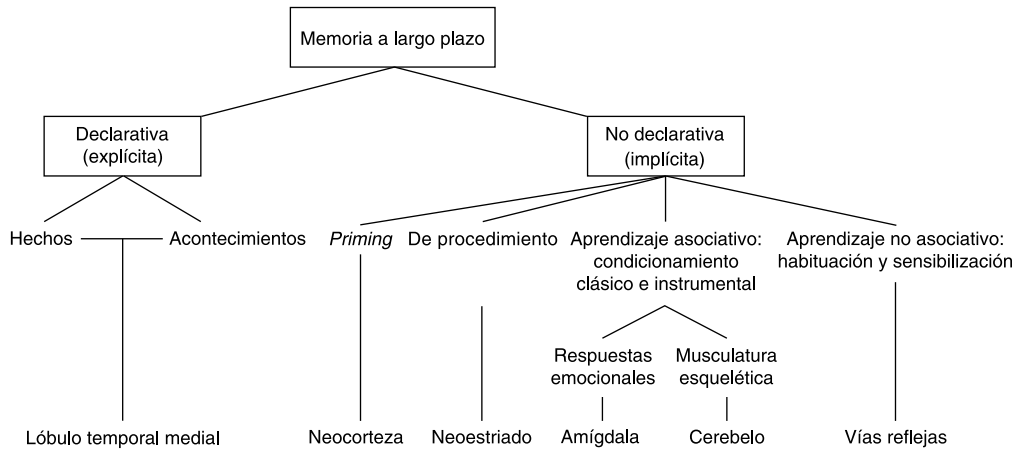 Memoria a largo plazo
Declarativa
(explícita)
No declarativa
(implícita)
Hechos
Acontecimientos
Priming
De procedimiento
Aprendizaje asociativo:
condicionamiento
clásico e instrumental
Aprendizaje no asociativo:
habituación y sensibilización
Respuestas
emocionales
Musculatura
esquelética
Lóbulo temporal medial
Neocorteza
Neoestriado
Amígdala
Cerebelo
Vías reflejas